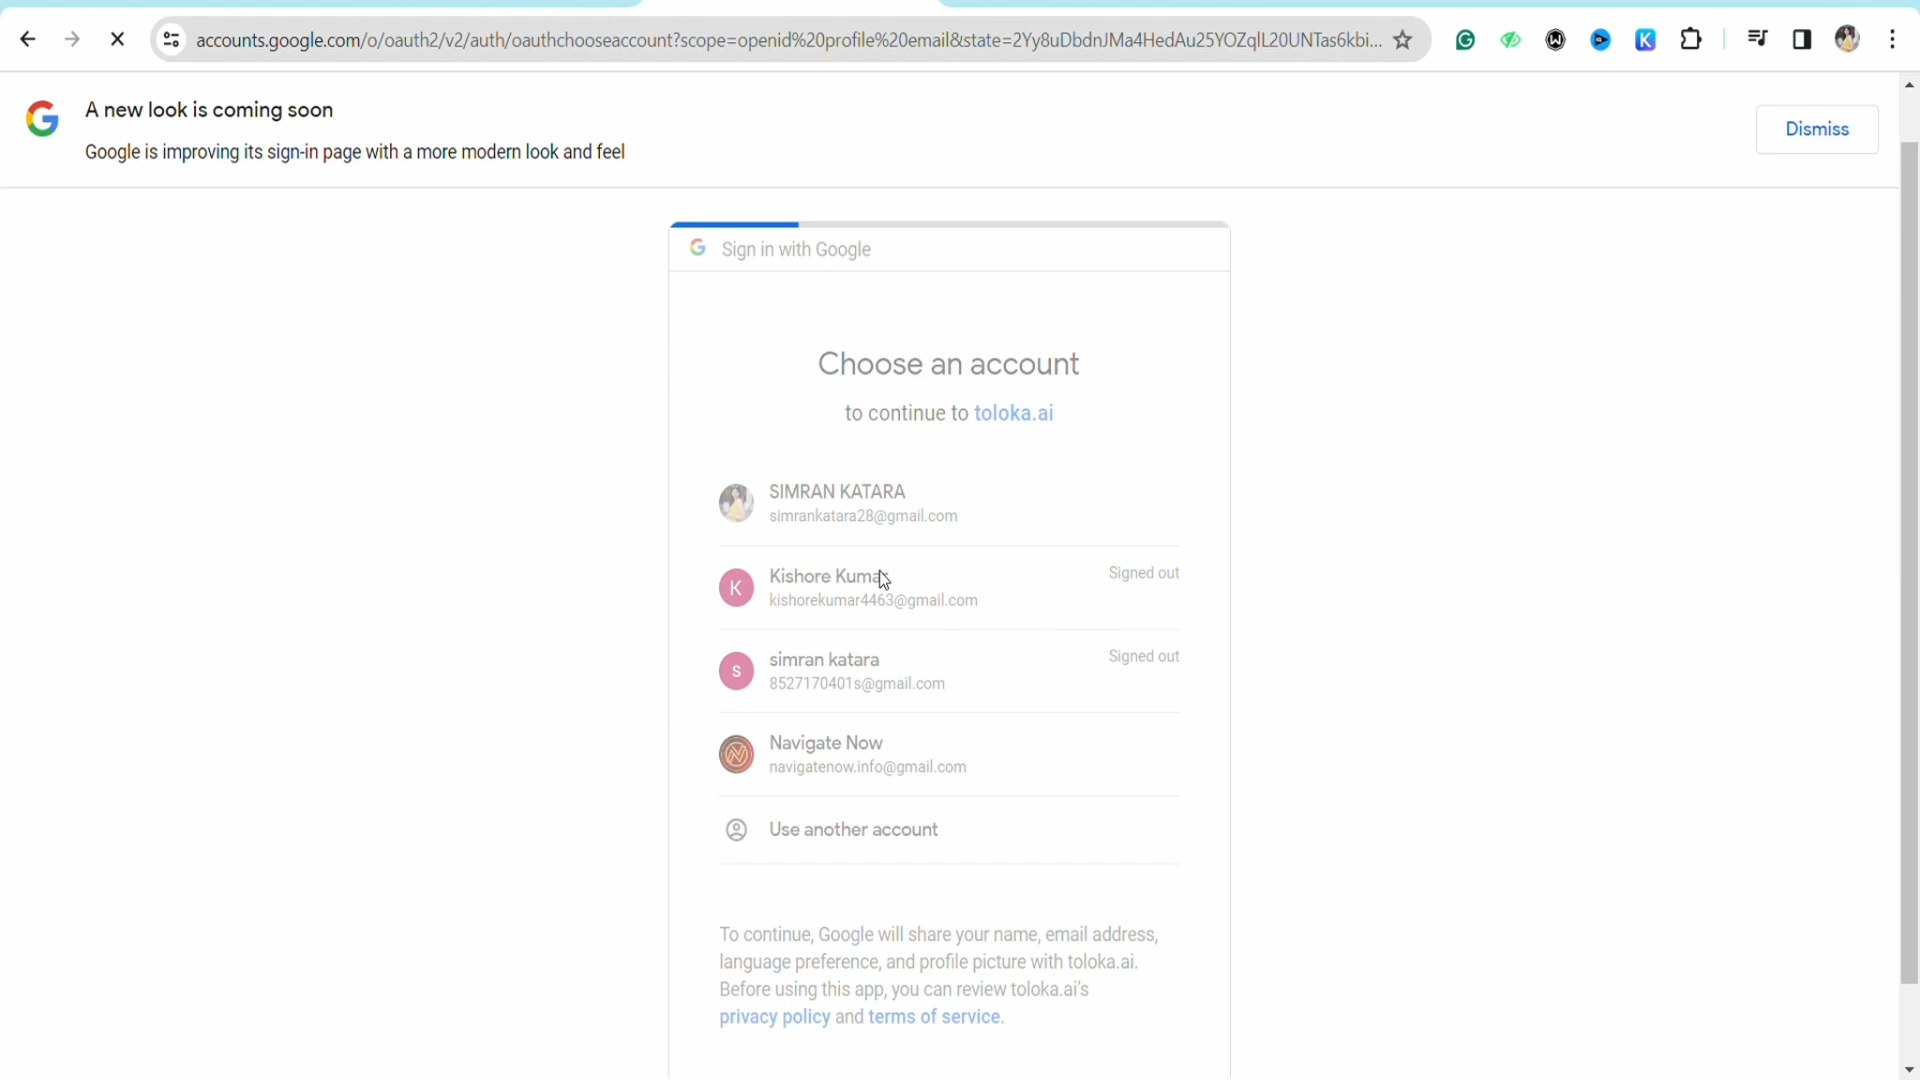 accounts.google.com/o/oauth2/v2/auth/oauthchooseaccount?scope=openid%20profile%20email&state=2Yy8uDbdnJMa4HedAu25YOZqlL20UNTas6kbi...
A new look is coming soon
Google is improving its sign-in page with a more modern look and feel
Dismiss
Sign in with Google
Choose an account
to continue to toloka.ai
SIMRAN KATARA
simrankatara28@gmail.com
K
Kishore Kumar
Signed out
kishorekumar4463@gmail.com
s
simran katara
Signed out
8527170401s@gmail.com
Navigate Now
navigatenow.info@gmail.com
Use another account
To continue, Google will share your name, email address,
language preference, and profile picture with toloka.ai.
Before using this app, you can review toloka.ai's
privacy policy and terms of service.